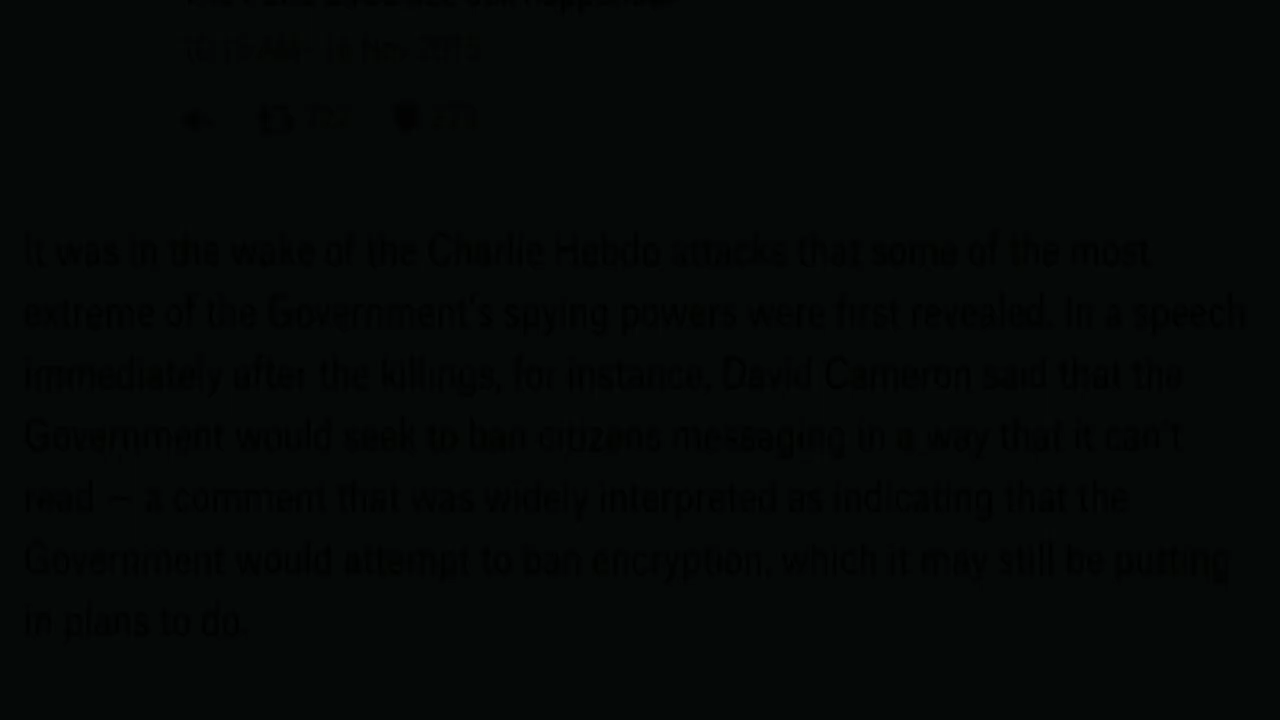 10:19 AM - 16 Nov 2015
It was in the wake of the Charlie Hebdo attacks that some of the most
extreme of the Government's spying powers were first revealed. In a speech
immediately after the killings, for instance, David Cameron said that the
Government would seek to ban citizens messaging in a way that it can't
read – a comment that was widely interpreted as indicating that the
Government would attempt to ban encryption, which it may still be putting
in plans to do.